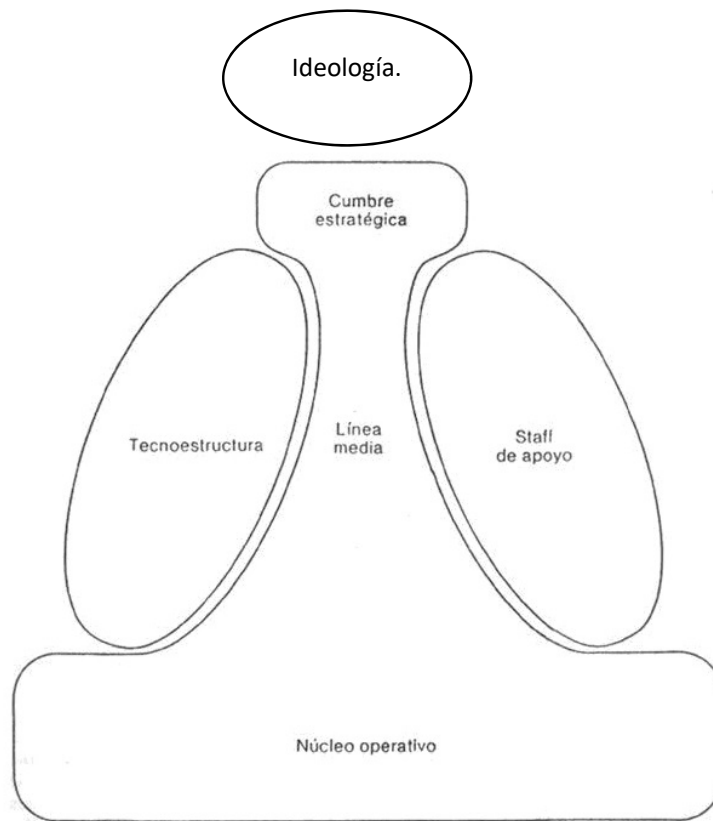 Ideología.
Cumbre
estratégica
Tecnoestructura
Línea
media
Staff
de apoyo
Núcleo operativo